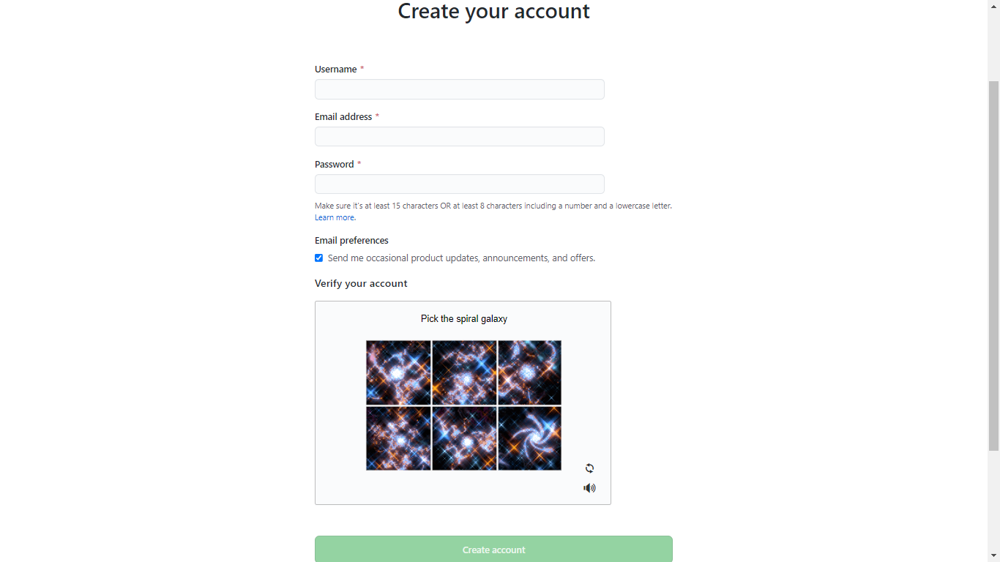 Create your account
Username *
Email address *
Password *
Make sure it's at least 15 characters OR at least 8 characters including a number and a lowercase letter.
Learn more.
Email preferences
Send me occasional product updates, announcements, and offers.
Verify your account
Pick the spiral galaxy
Create account